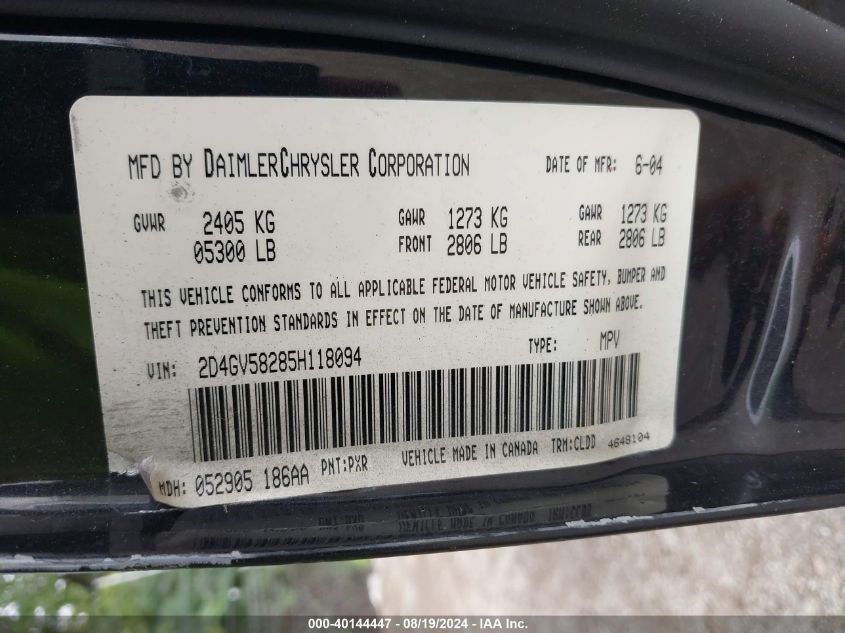 MFD BY DAIMLERCHRYSLER CORPORATION DATE OF MFR: 6-04
GVWR 2405 KG GAWR 1273 KG GAWR 1273 KG
05300 LB FRONT 2806 LB REAR 2806 LB
THIS VEHICLE CONFORMS TO ALL APPLICABLE FEDERAL MOTOR VEHICLE SAFETY, BUMPER AND
THEFT PREVENTION STANDARDS IN EFFECT ON THE DATE OF MANUFACTURE SHOWN ABOVE.
VIN: 2D4GV58285H118094 TYPE: MPV
MDH: 052905 186AA PNT:PXR VEHICLE MADE IN CANADA TRM:CLDD 4648104
000-40144447 - 08/19/2024 - IAA Inc.